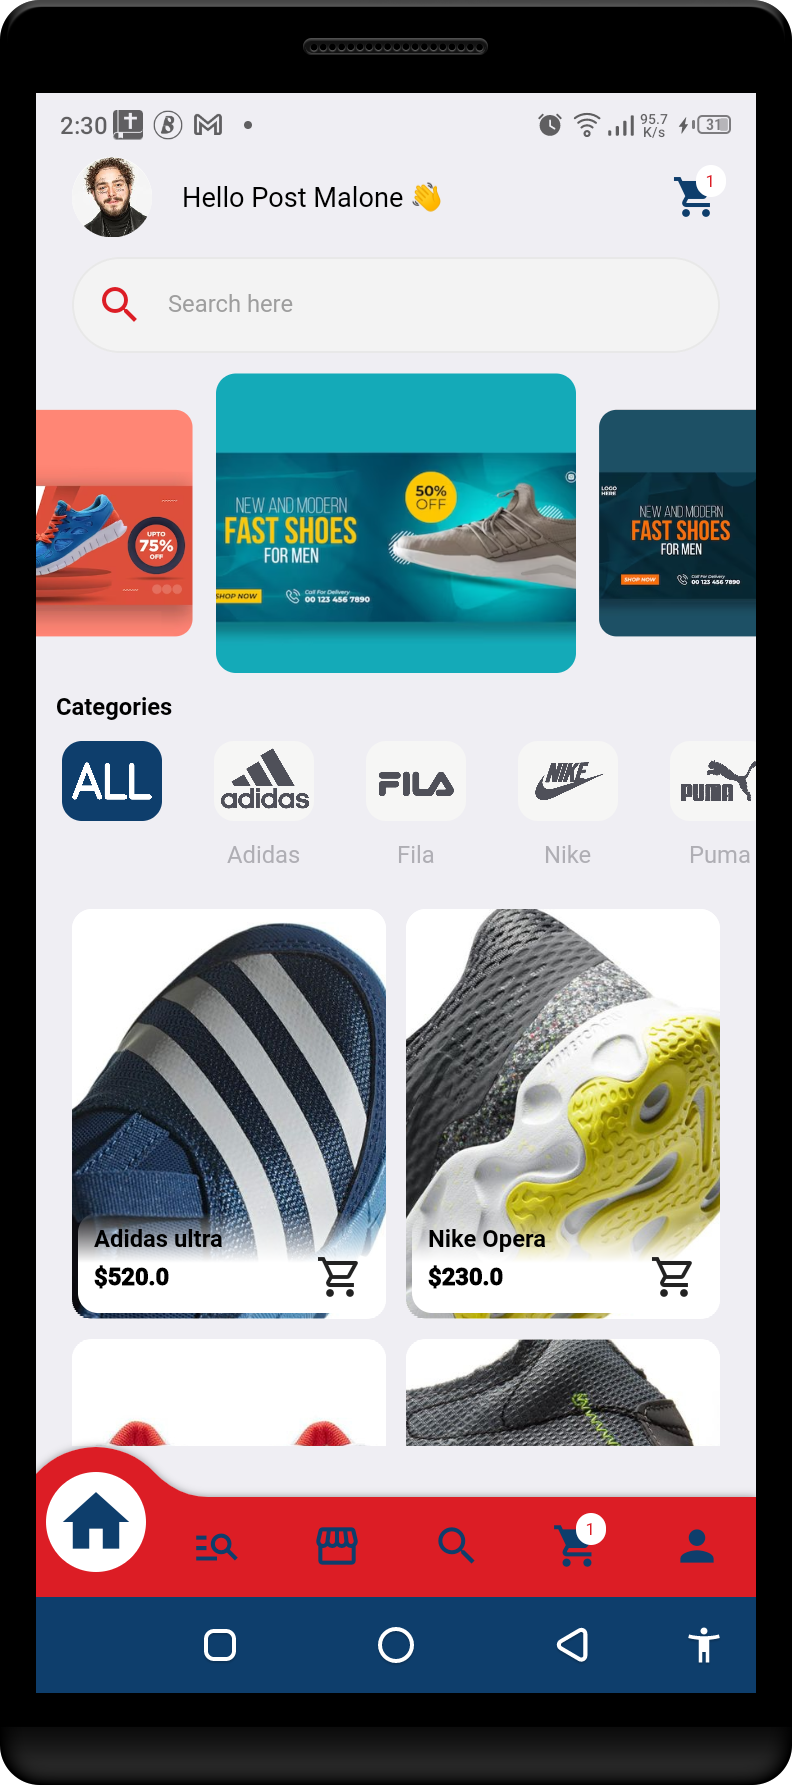 2:30
95.7
K/s
31
Hello Post Malone 👋
1
Search here
UPTO
75%
OFF
NEW AND MODERN
FAST SHOES
FOR MEN
50%
OFF
SHOP NOW
Call For Delivery
00 123 456 7890
LOGO
HERE
NEW AND MODERN
FAST SHOES
FOR MEN
SHOP NOW
Call For Delivery
00 123 456 7890
Categories
ALL
adidas
FILA
NIKE
PUMA
Adidas
Fila
Nike
Puma
Adidas ultra
$520.0
Nike Opera
$230.0
1